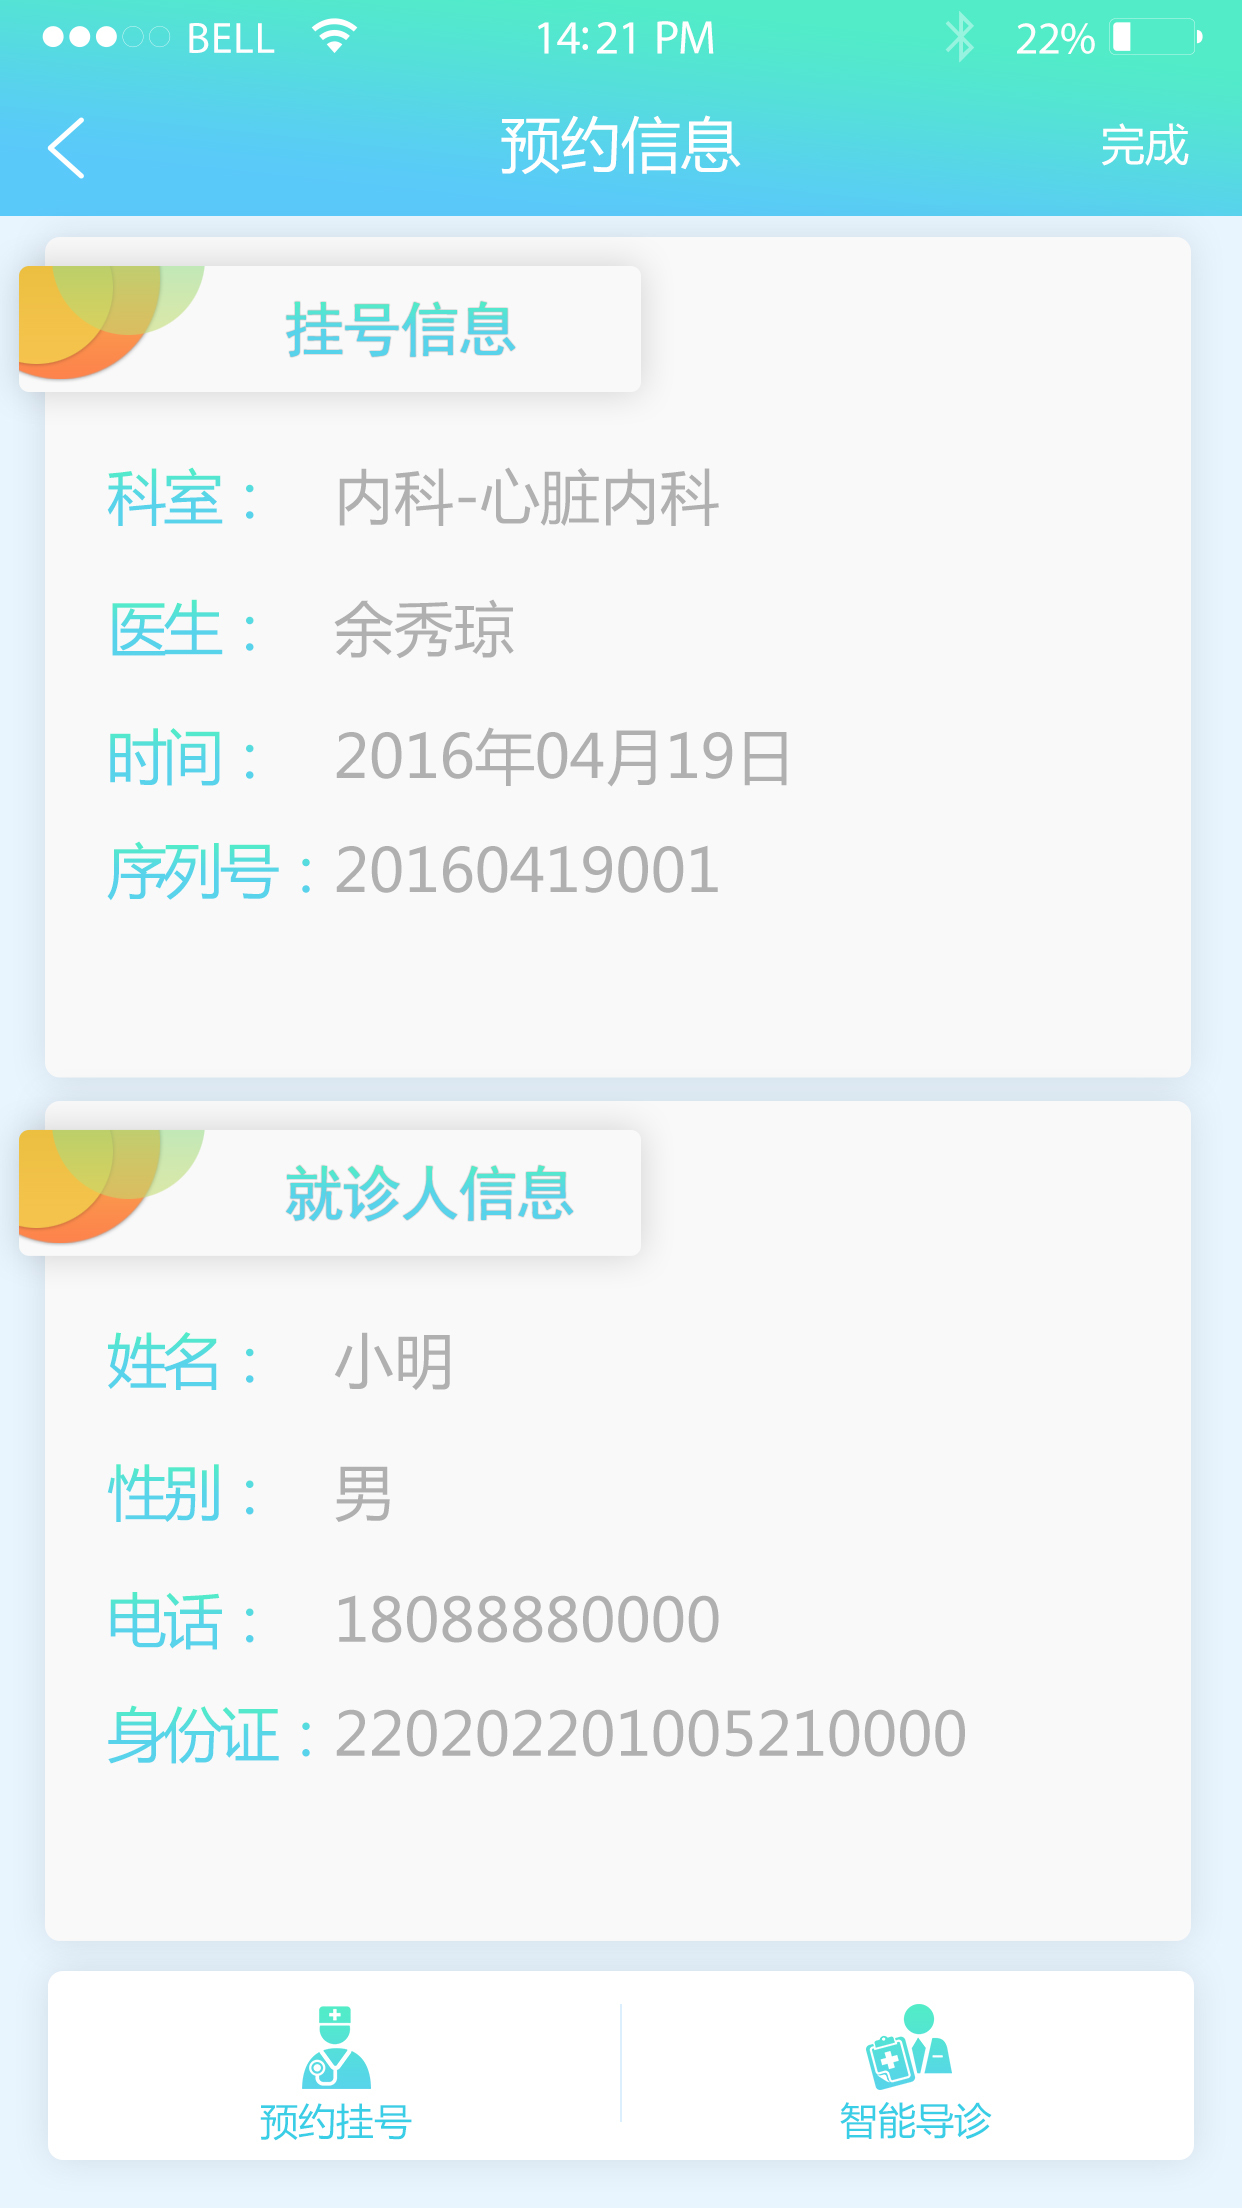 BELL 14:21 PM 22%
预约信息 完成
挂号信息
科室： 内科-心脏内科
医生： 余秀琼
时间： 2016年04月19日
序列号：20160419001
就诊人信息
姓名： 小明
性别： 男
电话： 18088880000
身份证：220202201005210000
预约挂号 智能导诊